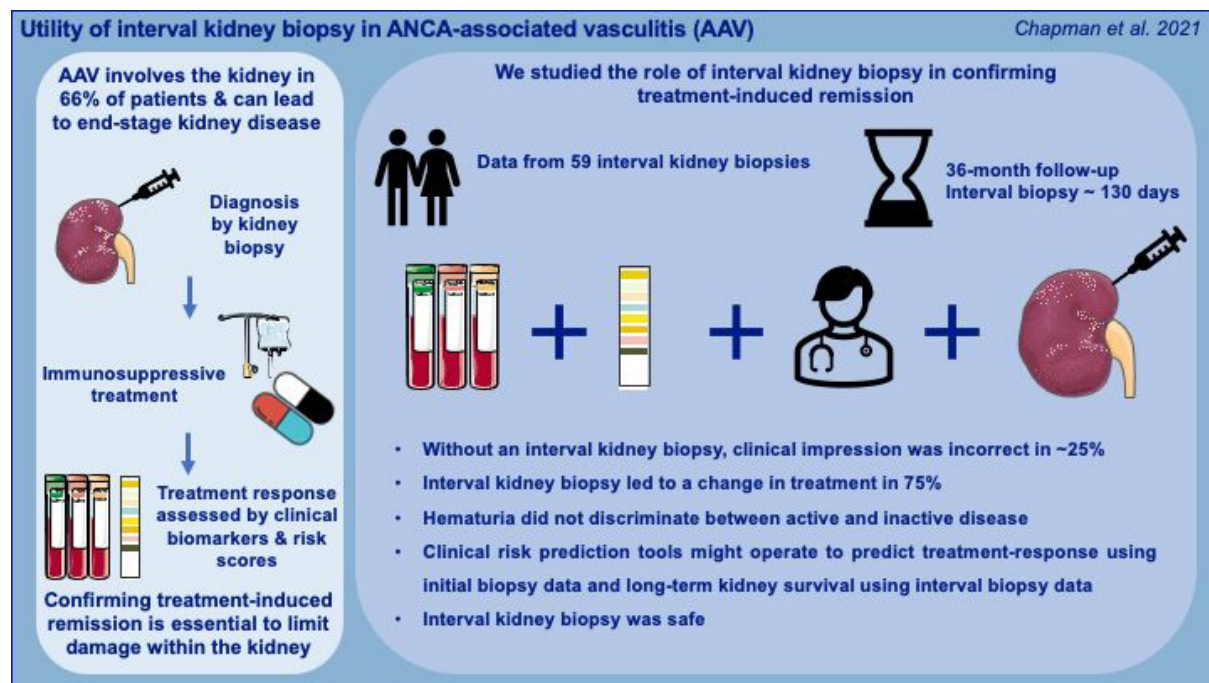 Utility of interval kidney biopsy in ANCA-associated vasculitis (AAV)
Chapman et al. 2021
AAV involves the kidney in
66% of patients & can lead
to end-stage kidney disease
Diagnosis
by kidney
biopsy
Immunosuppressive
treatment
Treatment response
assessed by clinical
biomarkers & risk
scores
Confirming treatment-induced
remission is essential to limit
damage within the kidney
We studied the role of interval kidney biopsy in confirming
treatment-induced remission
Data from 59 interval kidney biopsies
36-month follow-up
Interval biopsy ~ 130 days
• Without an interval kidney biopsy, clinical impression was incorrect in ~25%
• Interval kidney biopsy led to a change in treatment in 75%
• Hematuria did not discriminate between active and inactive disease
• Clinical risk prediction tools might operate to predict treatment-response using
initial biopsy data and long-term kidney survival using interval biopsy data
• Interval kidney biopsy was safe